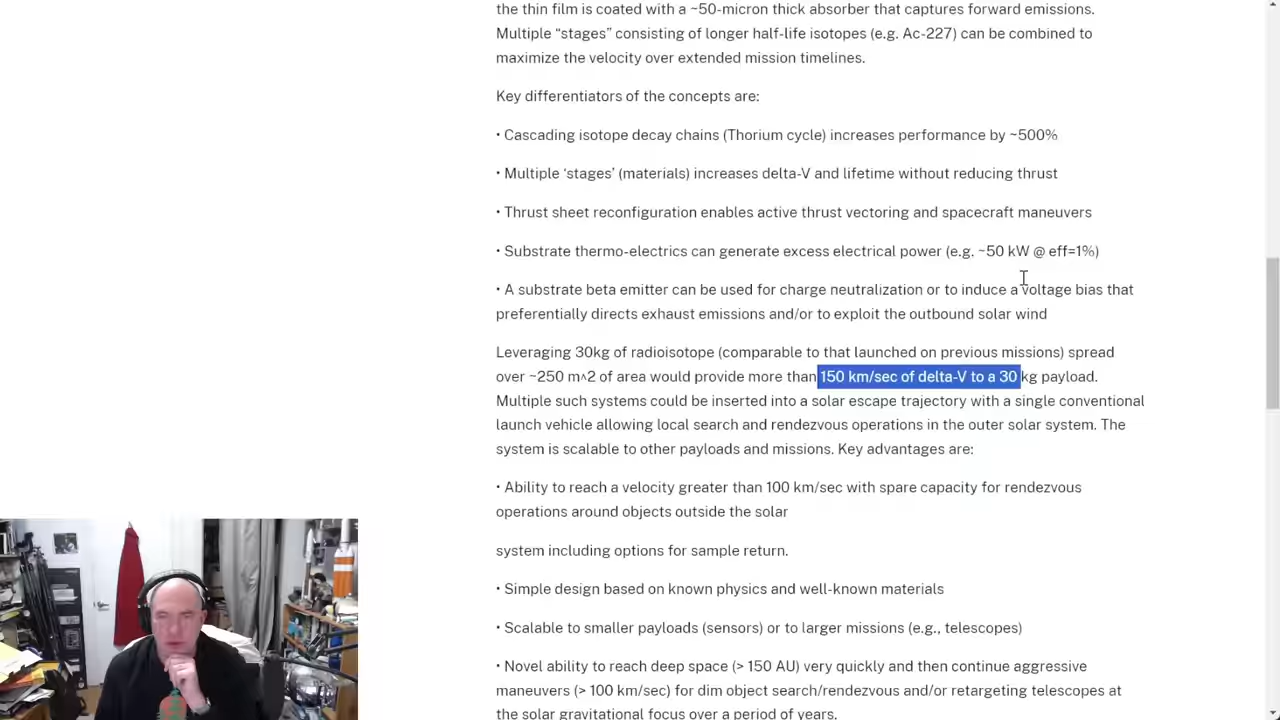 the thin film is coated with a ~50-micron thick absorber that captures forward emissions.
Multiple “stages” consisting of longer half-life isotopes (e.g. Ac-227) can be combined to
maximize the velocity over extended mission timelines.
Key differentiators of the concepts are:
• Cascading isotope decay chains (Thorium cycle) increases performance by ~500%
• Multiple ‘stages’ (materials) increases delta-V and lifetime without reducing thrust
• Thrust sheet reconfiguration enables active thrust vectoring and spacecraft maneuvers
• Substrate thermo-electrics can generate excess electrical power (e.g. ~50 kW @ eff=1%)
• A substrate beta emitter can be used for charge neutralization or to induce a voltage bias that
preferentially directs exhaust emissions and/or to exploit the outbound solar wind
Leveraging 30kg of radioisotope (comparable to that launched on previous missions) spread
over ~250 m^2 of area would provide more than 150 km/sec of delta-V to a 30 kg payload.
Multiple such systems could be inserted into a solar escape trajectory with a single conventional
launch vehicle allowing local search and rendezvous operations in the outer solar system. The
system is scalable to other payloads and missions. Key advantages are:
• Ability to reach a velocity greater than 100 km/sec with spare capacity for rendezvous
operations around objects outside the solar
system including options for sample return.
• Simple design based on known physics and well-known materials
• Scalable to smaller payloads (sensors) or to larger missions (e.g., telescopes)
• Novel ability to reach deep space (> 150 AU) very quickly and then continue aggressive
maneuvers (> 100 km/sec) for dim object search/rendezvous and/or retargeting telescopes at
the solar gravitational focus over a period of years.